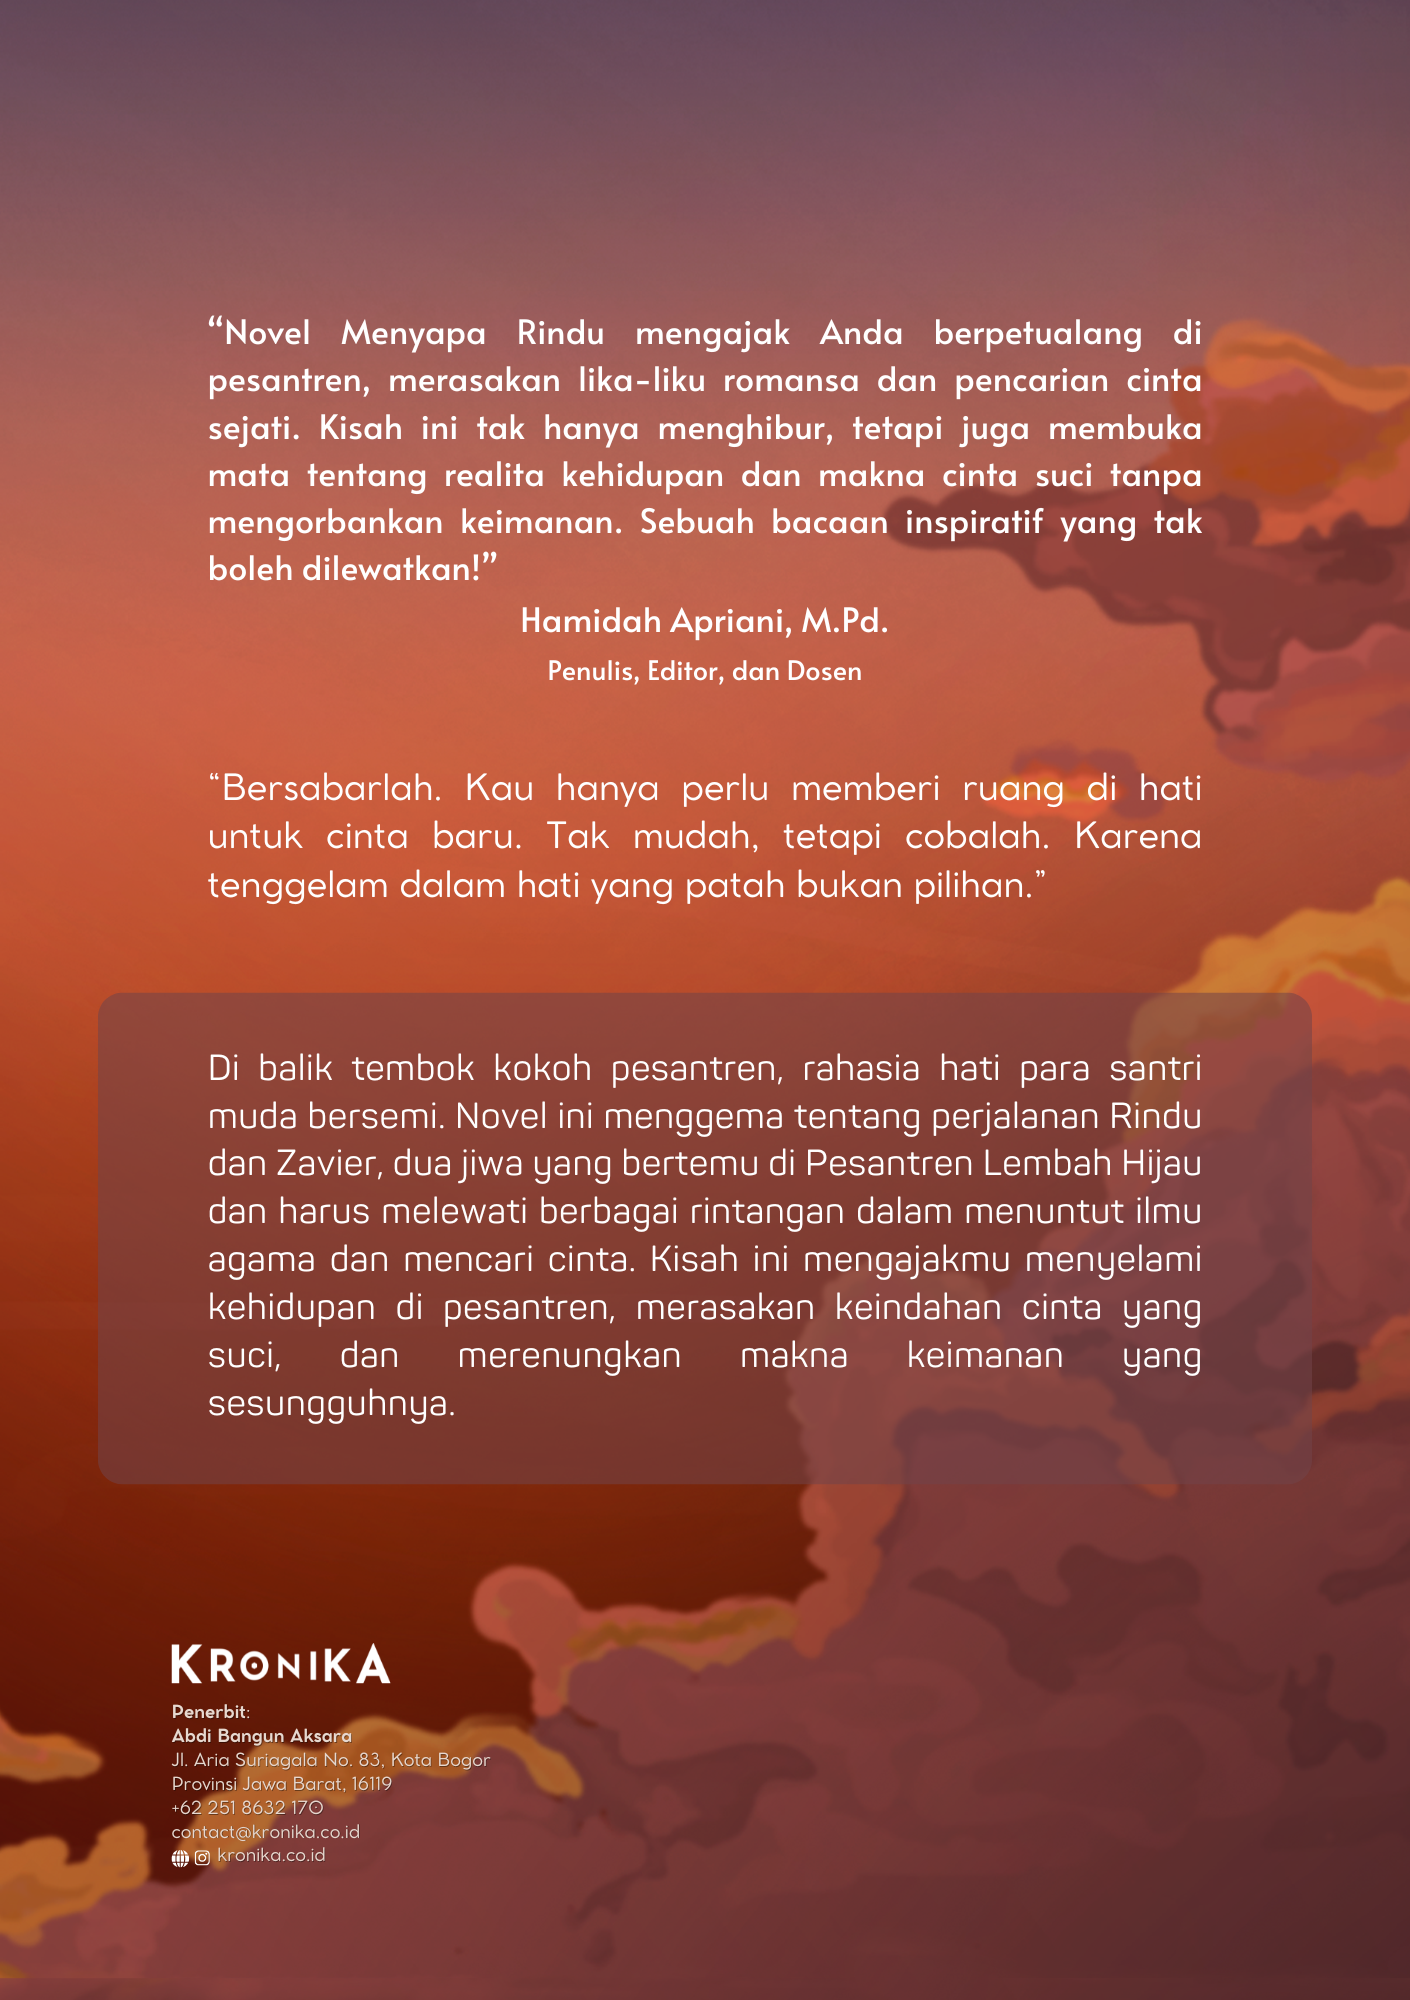 “Novel Menyapa Rindu mengajak Anda berpetualang di
pesantren, merasakan lika-liku romansa dan pencarian cinta
sejati. Kisah ini tak hanya menghibur, tetapi juga membuka
mata tentang realita kehidupan dan makna cinta suci tanpa
mengorbankan keimanan. Sebuah bacaan inspiratif yang tak
boleh dilewatkan!”
Hamidah Apriani, M.Pd.
Penulis, Editor, dan Dosen
“Bersabarlah. Kau hanya perlu memberi ruang di hati
untuk cinta baru. Tak mudah, tetapi cobalah. Karena
tenggelam dalam hati yang patah bukan pilihan.”
Di balik tembok kokoh pesantren, rahasia hati para santri
muda bersemi. Novel ini menggema tentang perjalanan Rindu
dan Zavier, dua jiwa yang bertemu di Pesantren Lembah Hijau
dan harus melewati berbagai rintangan dalam menuntut ilmu
agama dan mencari cinta. Kisah ini mengajakmu menyelami
kehidupan di pesantren, merasakan keindahan cinta yang
suci, dan merenungkan makna keimanan yang
sesungguhnya.
KRONIKA
Penerbit:
Abdi Bangun Aksara
Jl. Aria Suriagala No. 83, Kota Bogor
Provinsi Jawa Barat, 16119
+62 251 8632 170
contact@kronika.co.id
kronika.co.id